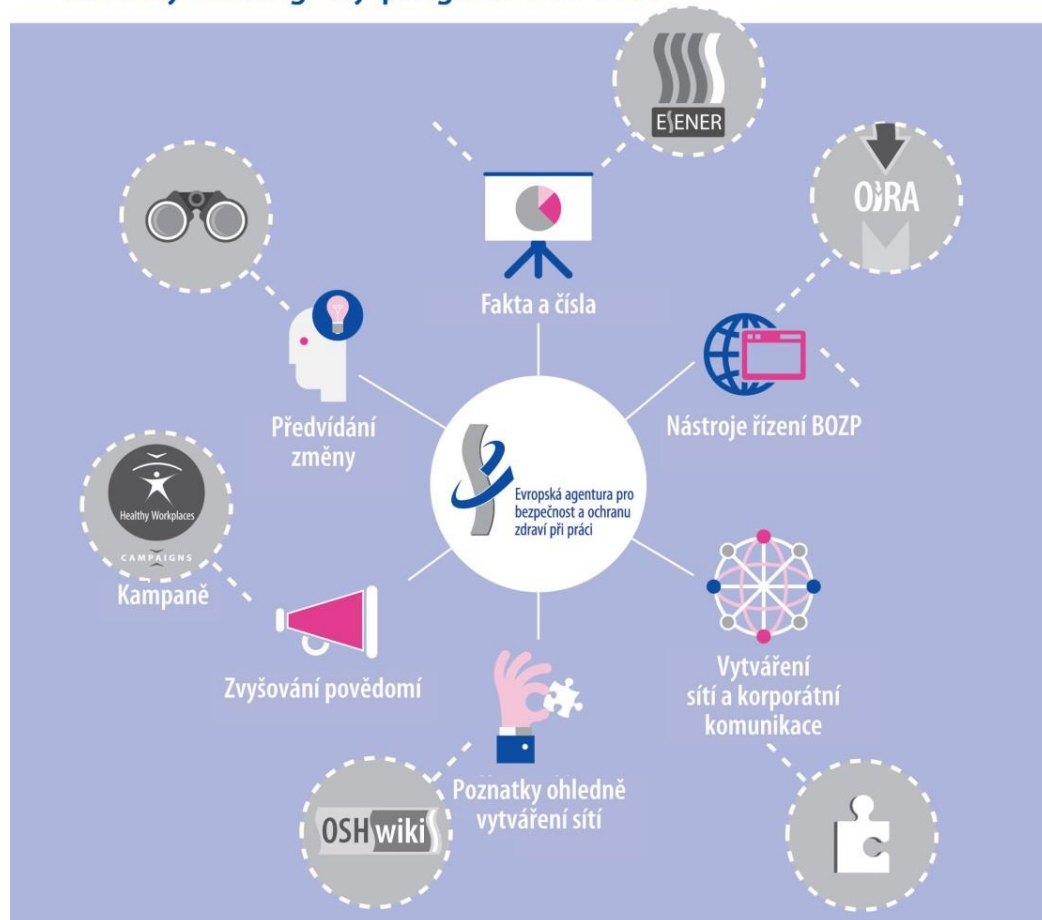 ESENER
OiRA
Fakta a čísla
Předvídání
změny
Nástroje řízení BOZP
Evropská agentura pro
bezpečnost a ochranu
zdraví při práci
Healthy Workplaces
CAMPAIGNS
Kampaně
Zvyšování povědomí
Vytváření
sítí a korporátní
komunikace
Poznatky ohledně
vytváření sítí
OSHwiki